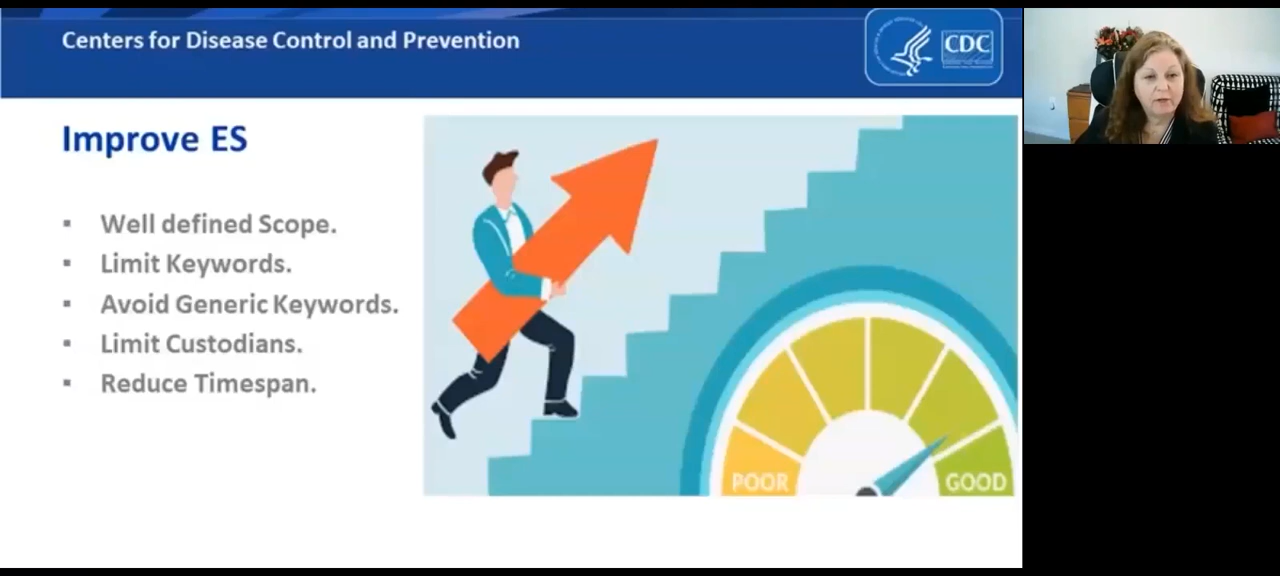 Centers for Disease Control and Prevention
CDC
Improve ES
▪ Well defined Scope.
▪ Limit Keywords.
▪ Avoid Generic Keywords.
▪ Limit Custodians.
▪ Reduce Timespan.
POOR
GOOD